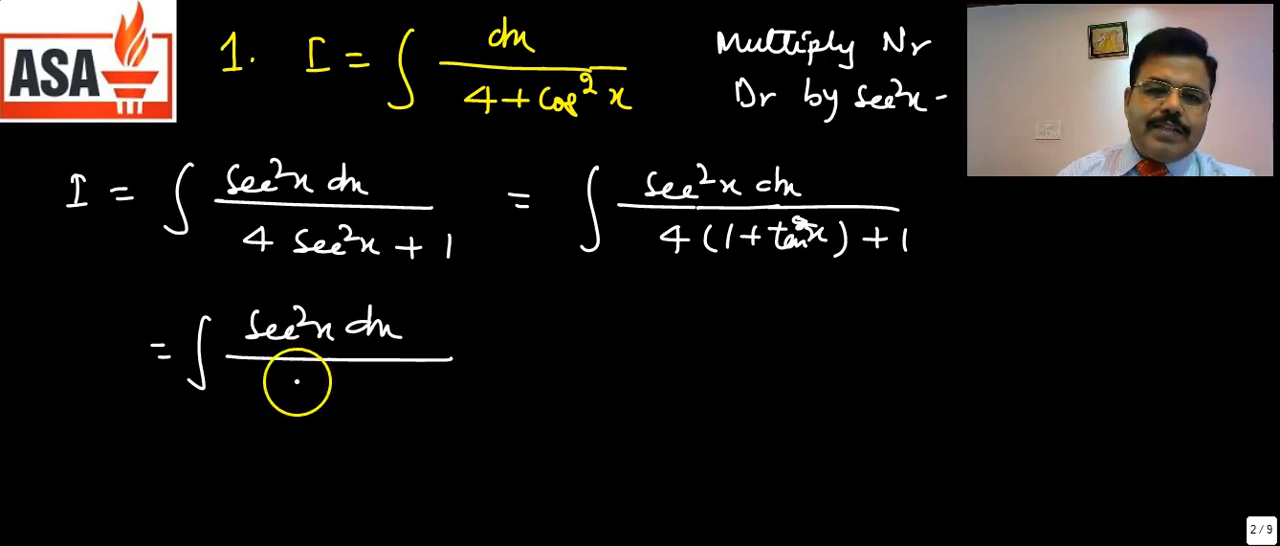 ASA
1. I = ∫ dx / (4 + cos²x)
Multiply Nr
Dr by sec²x -
I = ∫ sec²x dx / (4 sec²x + 1) = ∫ sec²x dx / (4(1 + tan²x) + 1)
= ∫ sec²x dx /
2/9